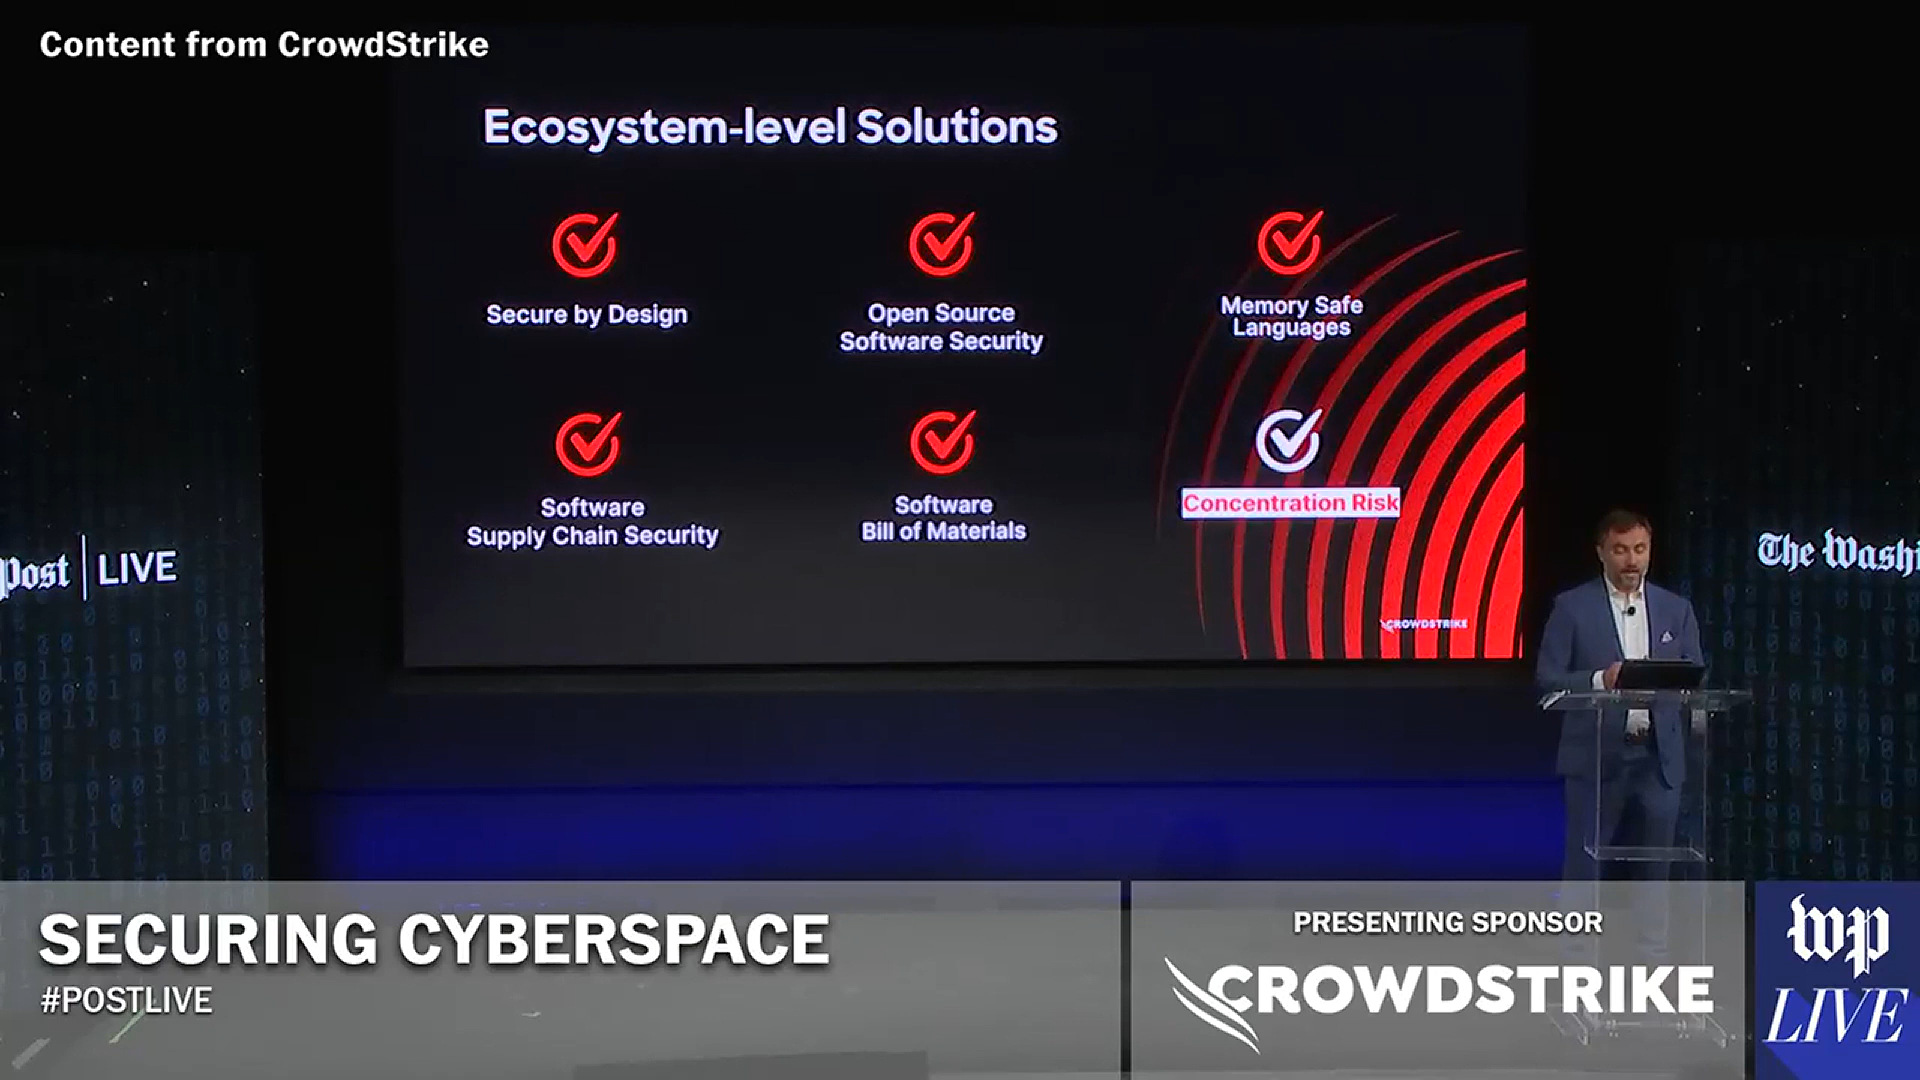 Content from CrowdStrike
Ecosystem-level Solutions
Secure by Design
Open Source
Software Security
Memory Safe
Languages
Software
Supply Chain Security
Software
Bill of Materials
Concentration Risk
CROWDSTRIKE
Post | LIVE
The Washi
SECURING CYBERSPACE
#POSTLIVE
PRESENTING SPONSOR
CROWDSTRIKE
wp
LIVE